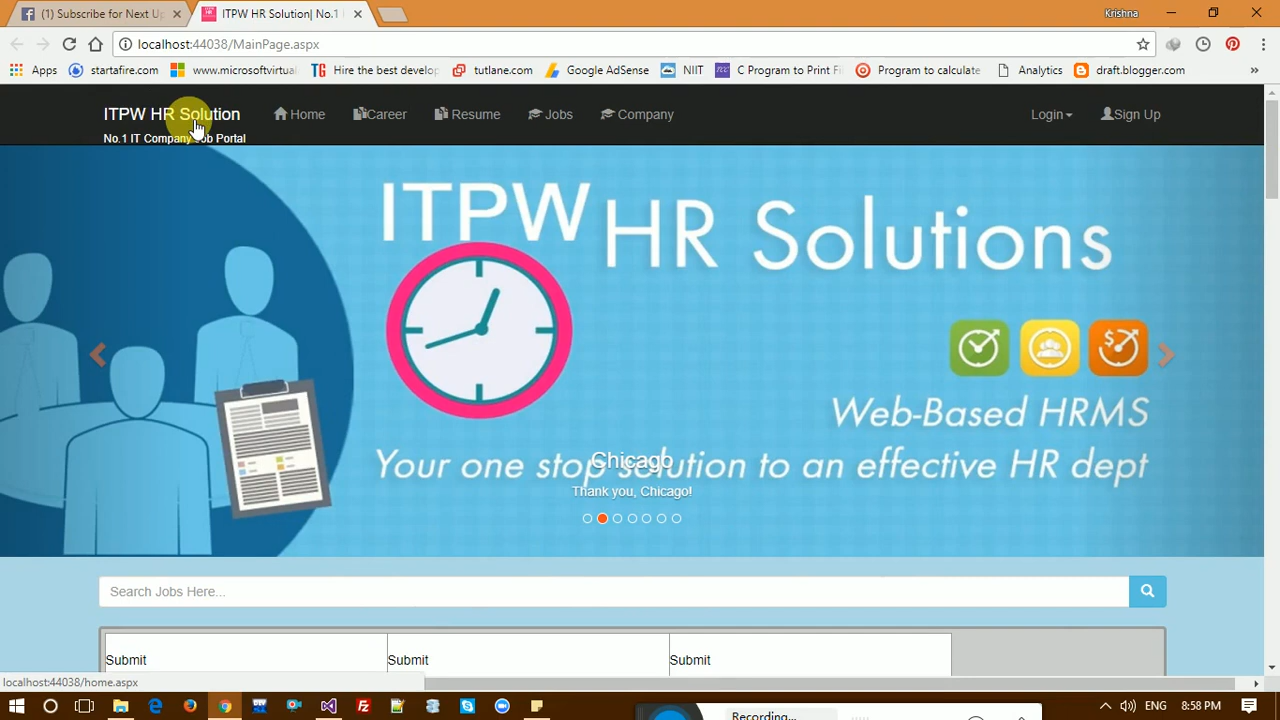 (1) Subscribe for Next Up
ITPW HR Solution| No.1
Krishna
localhost:44038/MainPage.aspx
Apps
startafire.com
www.microsoftvirtual
TG Hire the best develop
tutlane.com
Google AdSense
NIIT
C Program to Print Fi
Program to calculate
Analytics
draft.blogger.com
»
ITPW HR Solution
Home
Career
Resume
Jobs
Company
Login
Sign Up
No.1 IT Company Job Portal
ITPW HR Solutions
Web-Based HRMS
Your one stop solution to an effective HR dept
Chicago
Thank you, Chicago!
Search Jobs Here...
Submit Submit Submit
localhost:44038/home.aspx
Recording...
ENG
8:58 PM